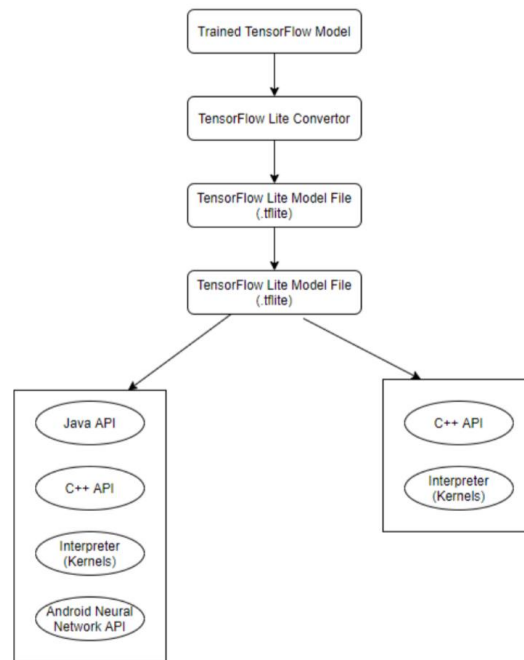 Trained TensorFlow Model
TensorFlow Lite Convertor
TensorFlow Lite Model File
(.tflite)
TensorFlow Lite Model File
(.tflite)
Java API
C++ API
Interpreter
(Kernels)
Android Neural
Network API
C++ API
Interpreter
(Kernels)